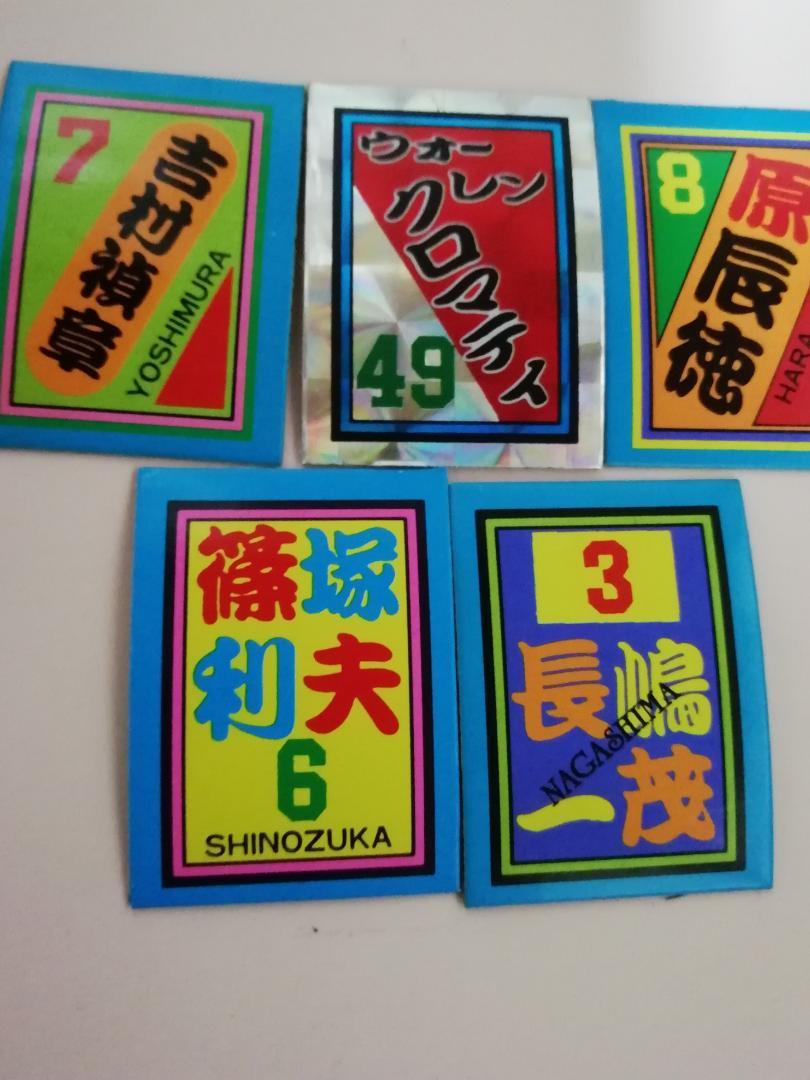 7
吉村禎章
YOSHIMURA
ウォーレン
クロマティ
49
8
原辰徳
HARA
篠塚
利夫
6
SHINOZUKA
3
長嶋
一茂
NAGASHIMA